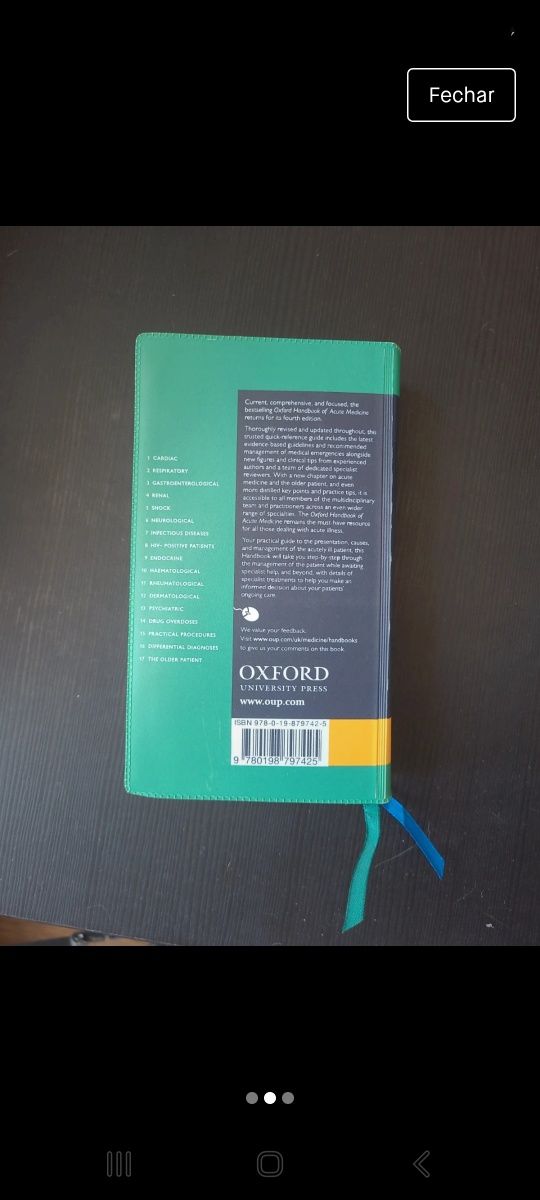 Fechar
Current, comprehensive, and focused, the
bestselling Oxford Handbook of Acute Medicine
returns for its fourth edition.
Thoroughly revised and updated throughout, this
trusted quick-reference guide includes the latest
evidence-based guidelines and recommended
management of medical emergencies alongside
new figures and clinical tips from experienced
authors and a team of dedicated specialist
reviewers. With a new chapter on acute
medicine and the older patient, and even
more distilled key points and practice tips, it is
accessible to all members of the multidisciplinary
team and practitioners across an even wider
range of specialties. The Oxford Handbook of
Acute Medicine remains the must-have resource
for all those dealing with acute illness.
Your practical guide to the presentation, causes,
and management of the acutely ill patient, this
Handbook will take you step-by-step through
the management of the patient while awaiting
specialist help, and beyond, with details of
specialist treatments to help you make an
informed decision about your patients'
ongoing care.
1 CARDIAC
2 RESPIRATORY
3 GASTROENTEROLOGICAL
4 RENAL
5 SHOCK
6 NEUROLOGICAL
7 INFECTIOUS DISEASES
8 HIV- POSITIVE PATIENTS
9 ENDOCRINE
10 HAEMATOLOGICAL
11 RHEUMATOLOGICAL
12 DERMATOLOGICAL
13 PSYCHIATRIC
14 DRUG OVERDOSES
15 PRACTICAL PROCEDURES
16 DIFFERENTIAL DIAGNOSES
17 THE OLDER PATIENT
We value your feedback.
Visit www.oup.com/uk/medicine/handbooks
to give us your comments on this book.
OXFORD
UNIVERSITY PRESS
www.oup.com
ISBN 978-0-19-879742-5
9 780198 797425